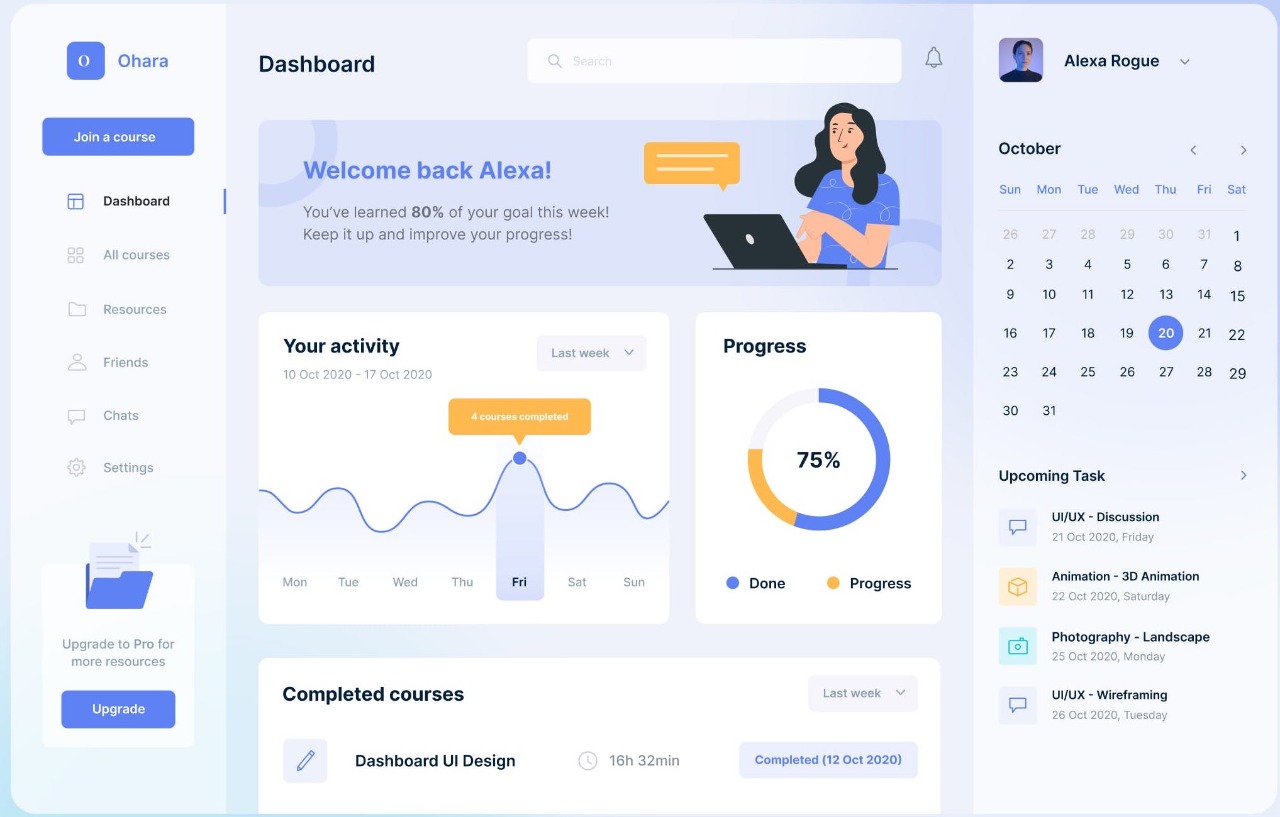 O Ohara
Join a course
Dashboard
All courses
Resources
Friends
Chats
Settings
Upgrade to Pro for
more resources
Upgrade
Dashboard
Search
Welcome back Alexa!
You've learned 80% of your goal this week!
Keep it up and improve your progress!
Your activity
Last week
10 Oct 2020 - 17 Oct 2020
4 courses completed
Mon Tue Wed Thu Fri Sat Sun
Progress
75%
Done Progress
Completed courses
Last week
Dashboard UI Design 16h 32min Completed (12 Oct 2020)
Alexa Rogue
October
Sun Mon Tue Wed Thu Fri Sat
26 27 28 29 30 31 1
2 3 4 5 6 7 8
9 10 11 12 13 14 15
16 17 18 19 20 21 22
23 24 25 26 27 28 29
30 31
Upcoming Task
UI/UX - Discussion
21 Oct 2020, Friday
Animation - 3D Animation
22 Oct 2020, Saturday
Photography - Landscape
25 Oct 2020, Monday
UI/UX - Wireframing
26 Oct 2020, Tuesday